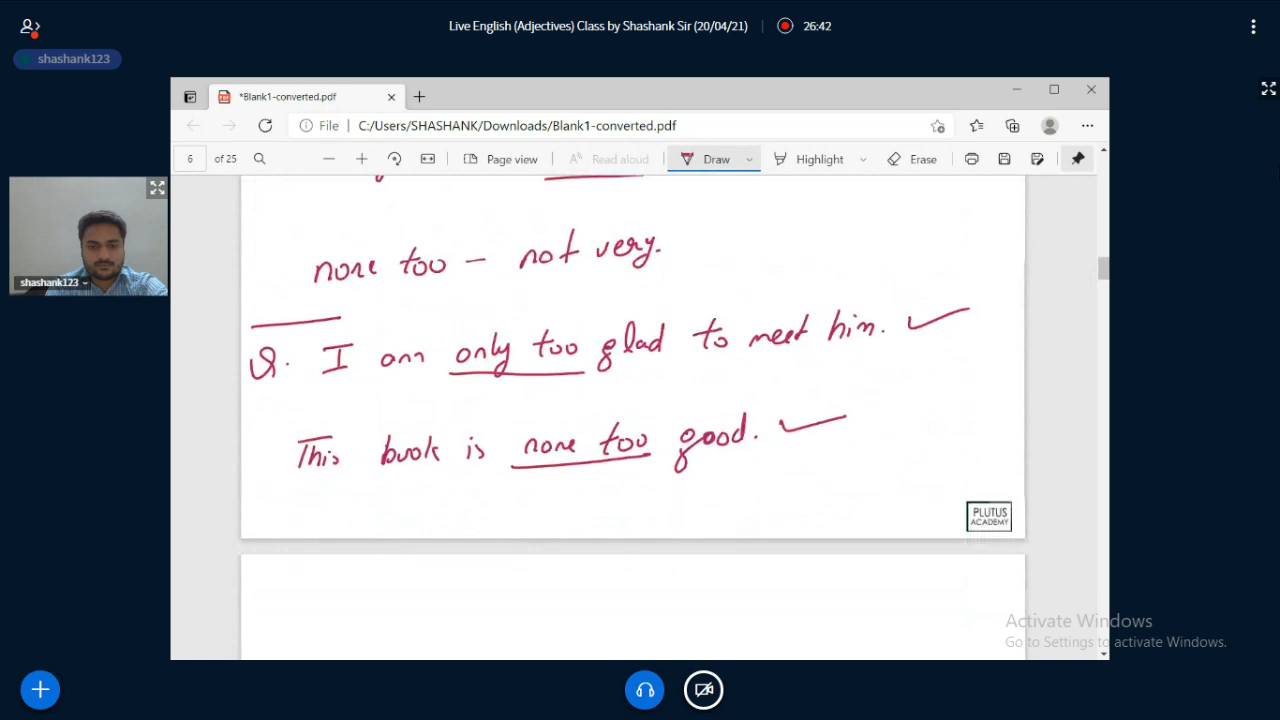 Live English (Adjectives) Class by Shashank Sir (20/04/21)
26:42
shashank123
*Blank1-converted.pdf
File
C:/Users/SHASHANK/Downloads/Blank1-converted.pdf
6 of 25
Page view
Read aloud
Draw
Highlight
Erase
shashank123
none too - not very.
Q. I am only too glad to meet him.
This book is none too good.
PLUTUS
ACADEMY
Activate Windows
Go to Settings to activate Windows.